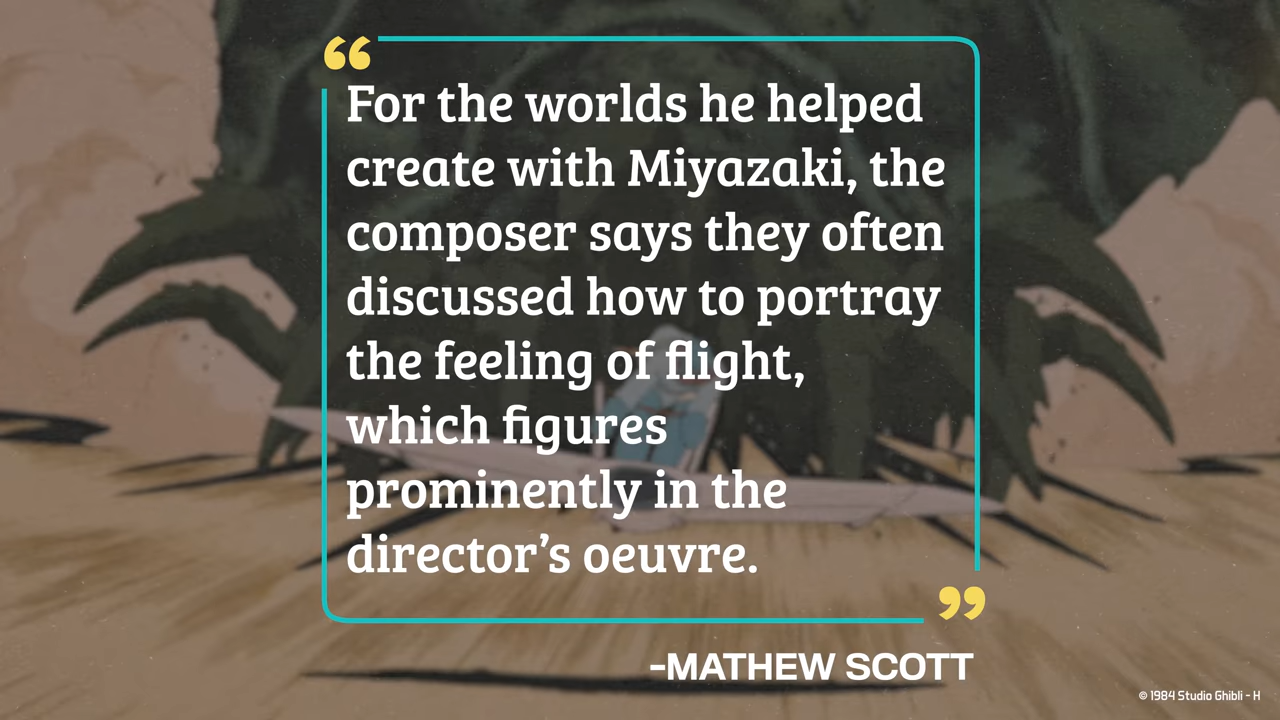 “
For the worlds he helped
create with Miyazaki, the
composer says they often
discussed how to portray
the feeling of flight,
which figures
prominently in the
director’s oeuvre.
”
-MATHEW SCOTT
© 1984 Studio Ghibli - H